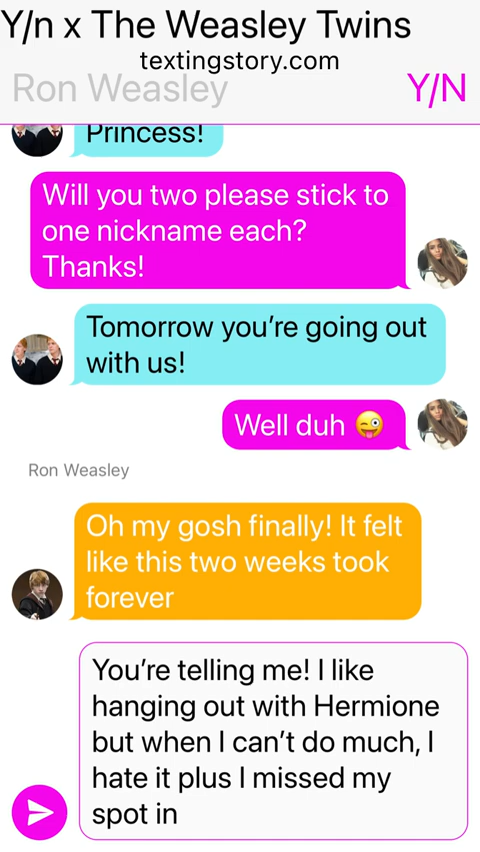 Y/n x The Weasley Twins
textingstory.com
Ron Weasley
Y/N
Princess!
Will you two please stick to
one nickname each?
Thanks!
Tomorrow you’re going out
with us!
Well duh 😜
Ron Weasley
Oh my gosh finally! It felt
like this two weeks took
forever
You’re telling me! I like
hanging out with Hermione
but when I can’t do much, I
hate it plus I missed my
spot in